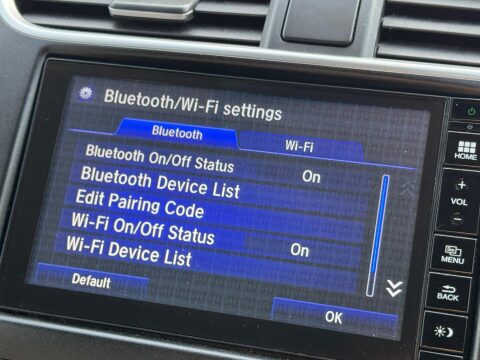 Bluetooth/Wi-Fi settings
Bluetooth
Wi-Fi
Bluetooth On/Off Status On
Bluetooth Device List
Edit Pairing Code
Wi-Fi On/Off Status On
Wi-Fi Device List
Default
OK
HOME
+
VOL
−
MENU
BACK